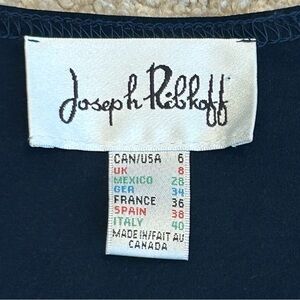 Joseph Ribkoff
CAN/USA 6
UK 8
MEXICO 28
GER 34
FRANCE 36
SPAIN 38
ITALY 40
MADE IN/FAIT AU
CANADA